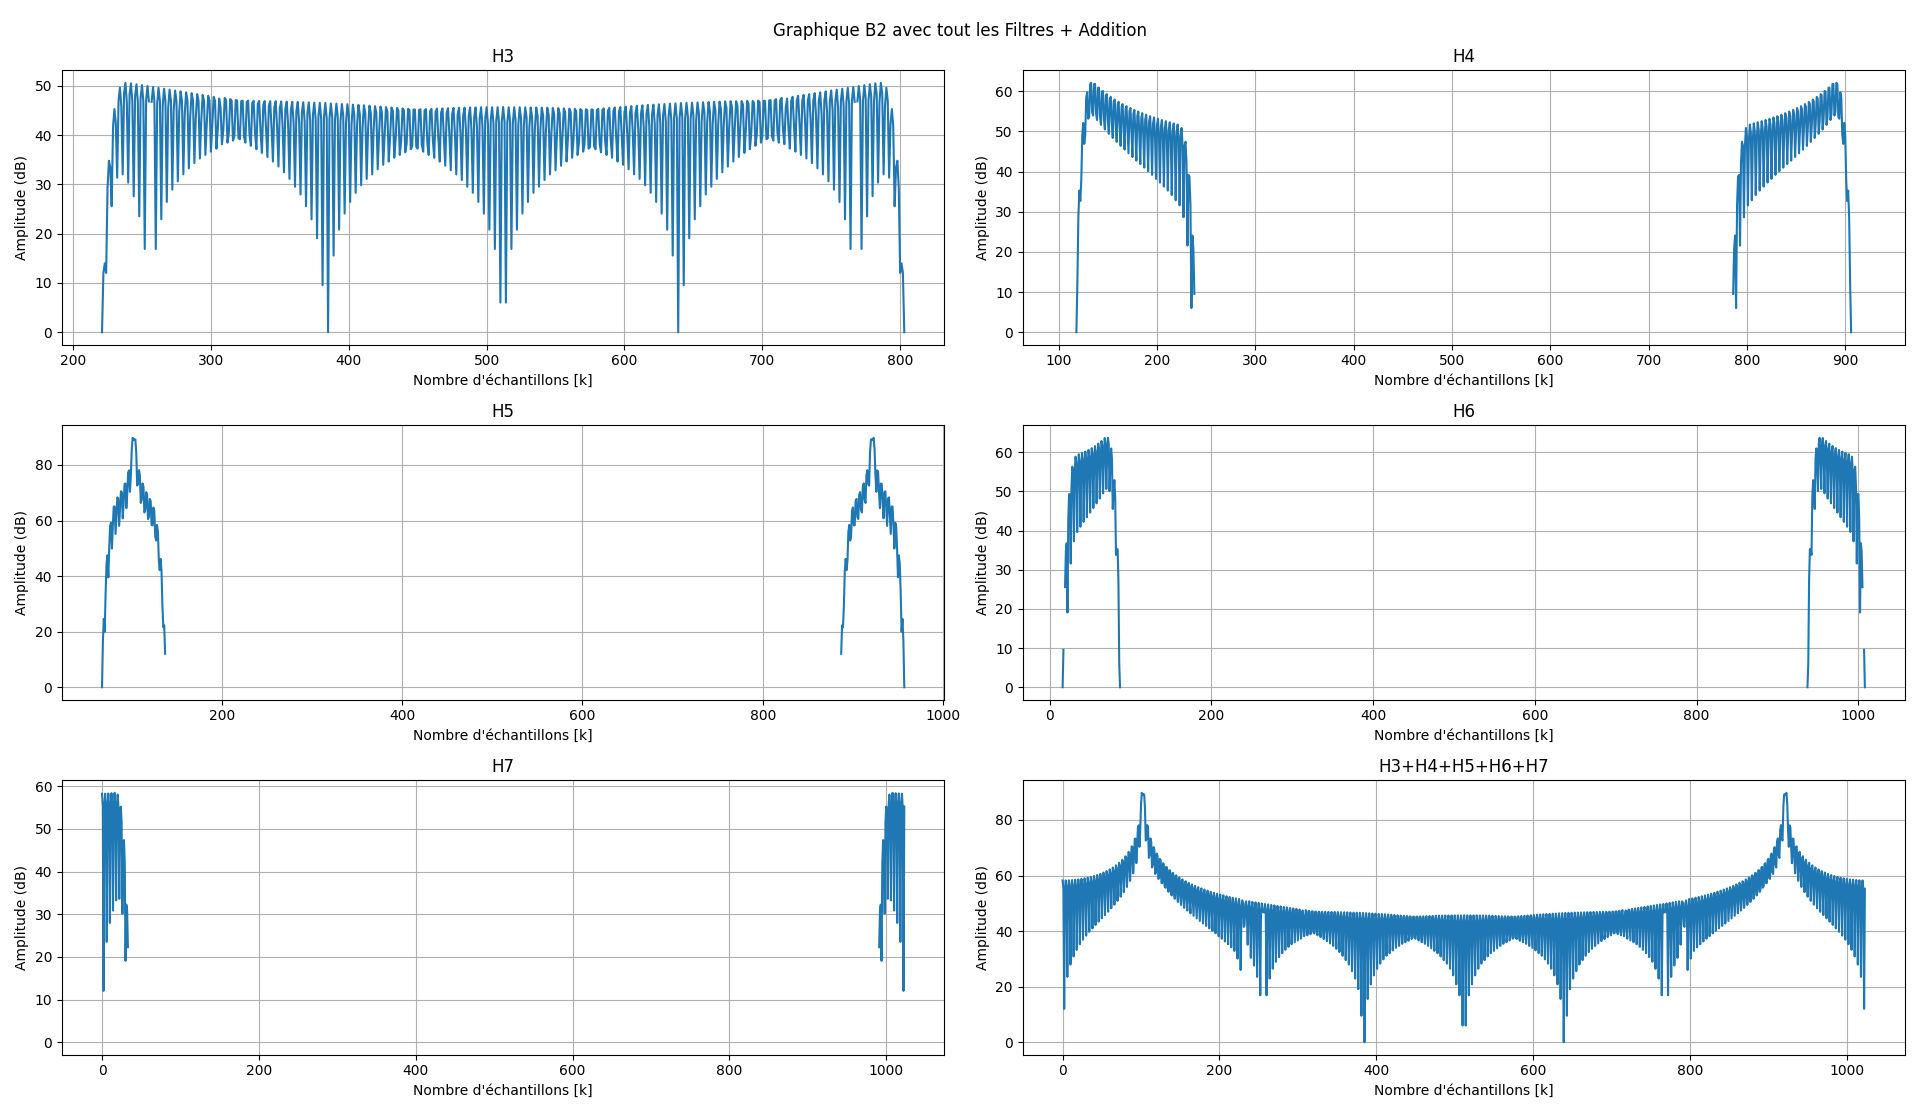 Graphique B2 avec tout les Filtres + Addition
H3
Amplitude (dB)
50
40
30
20
10
0
200 300 400 500 600 700 800
Nombre d'échantillons [k]
H4
Amplitude (dB)
60
50
40
30
20
10
0
100 200 300 400 500 600 700 800 900
Nombre d'échantillons [k]
H5
Amplitude (dB)
80
60
40
20
0
200 400 600 800 1000
Nombre d'échantillons [k]
H6
Amplitude (dB)
60
50
40
30
20
10
0
0 200 400 600 800 1000
Nombre d'échantillons [k]
H7
Amplitude (dB)
60
50
40
30
20
10
0
0 200 400 600 800 1000
Nombre d'échantillons [k]
H3+H4+H5+H6+H7
Amplitude (dB)
80
60
40
20
0
0 200 400 600 800 1000
Nombre d'échantillons [k]